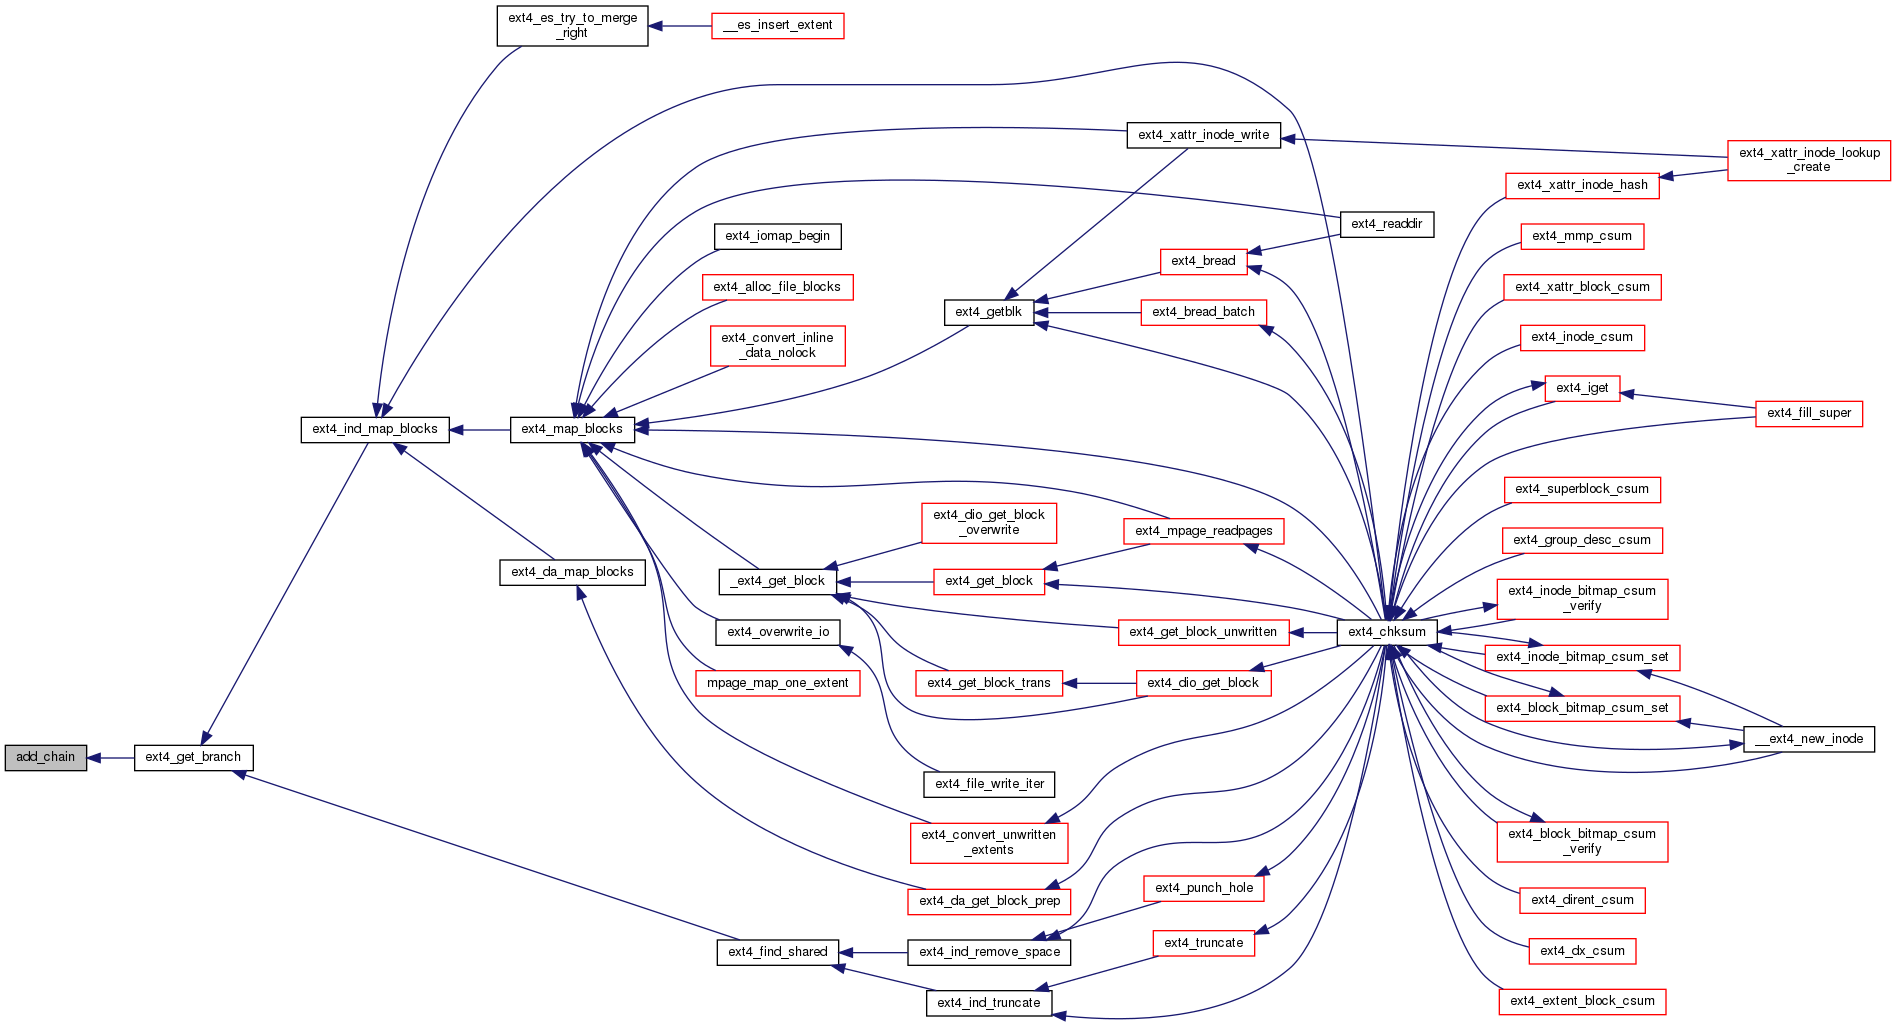 ext4_es_try_to_merge
_right
__es_insert_extent
ext4_xattr_inode_write
ext4_xattr_inode_lookup
_create
ext4_xattr_inode_hash
ext4_readdir
ext4_iomap_begin
ext4_mmp_csum
ext4_bread
ext4_alloc_file_blocks
ext4_xattr_block_csum
ext4_getblk
ext4_bread_batch
ext4_convert_inline
_data_nolock
ext4_inode_csum
ext4_iget
ext4_fill_super
ext4_ind_map_blocks
ext4_map_blocks
ext4_superblock_csum
ext4_dio_get_block
_overwrite
ext4_mpage_readpages
ext4_group_desc_csum
ext4_da_map_blocks
_ext4_get_block
ext4_get_block
ext4_inode_bitmap_csum
_verify
ext4_overwrite_io
ext4_get_block_unwritten
ext4_chksum
ext4_inode_bitmap_csum_set
mpage_map_one_extent
ext4_get_block_trans
ext4_dio_get_block
ext4_block_bitmap_csum_set
__ext4_new_inode
add_chain
ext4_get_branch
ext4_file_write_iter
ext4_convert_unwritten
_extents
ext4_block_bitmap_csum
_verify
ext4_da_get_block_prep
ext4_punch_hole
ext4_dirent_csum
ext4_find_shared
ext4_ind_remove_space
ext4_truncate
ext4_dx_csum
ext4_ind_truncate
ext4_extent_block_csum